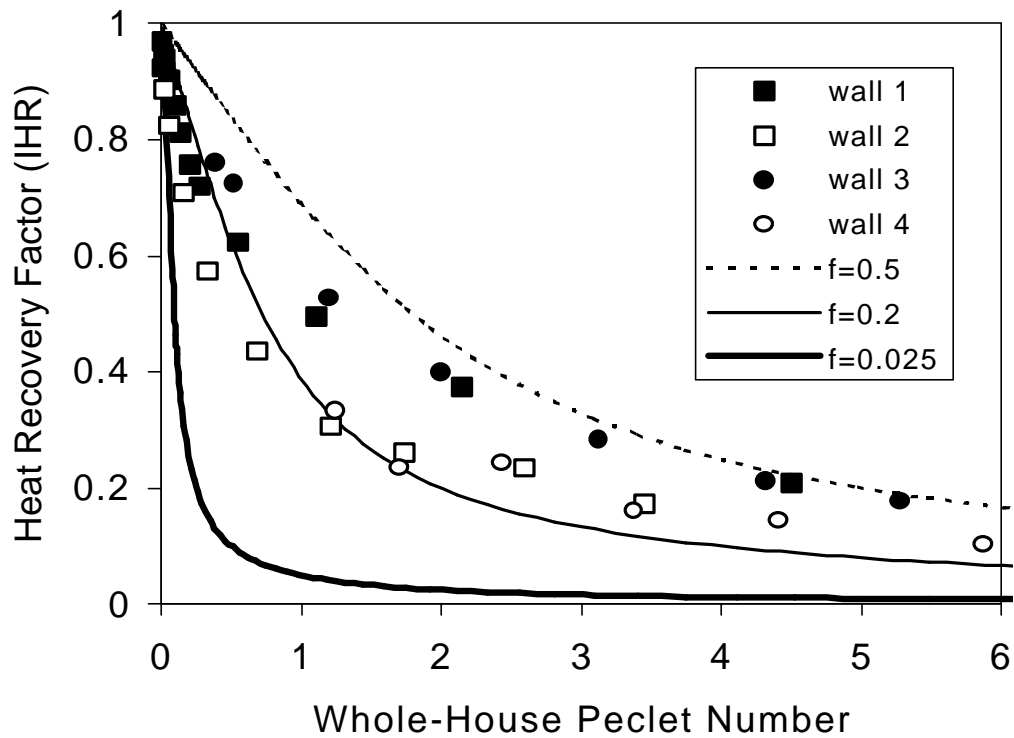 Heat Recovery Factor (IHR)
1
0.8
0.6
0.4
0.2
0
0 1 2 3 4 5 6
Whole-House Peclet Number
wall 1
wall 2
wall 3
wall 4
f=0.5
f=0.2
f=0.025